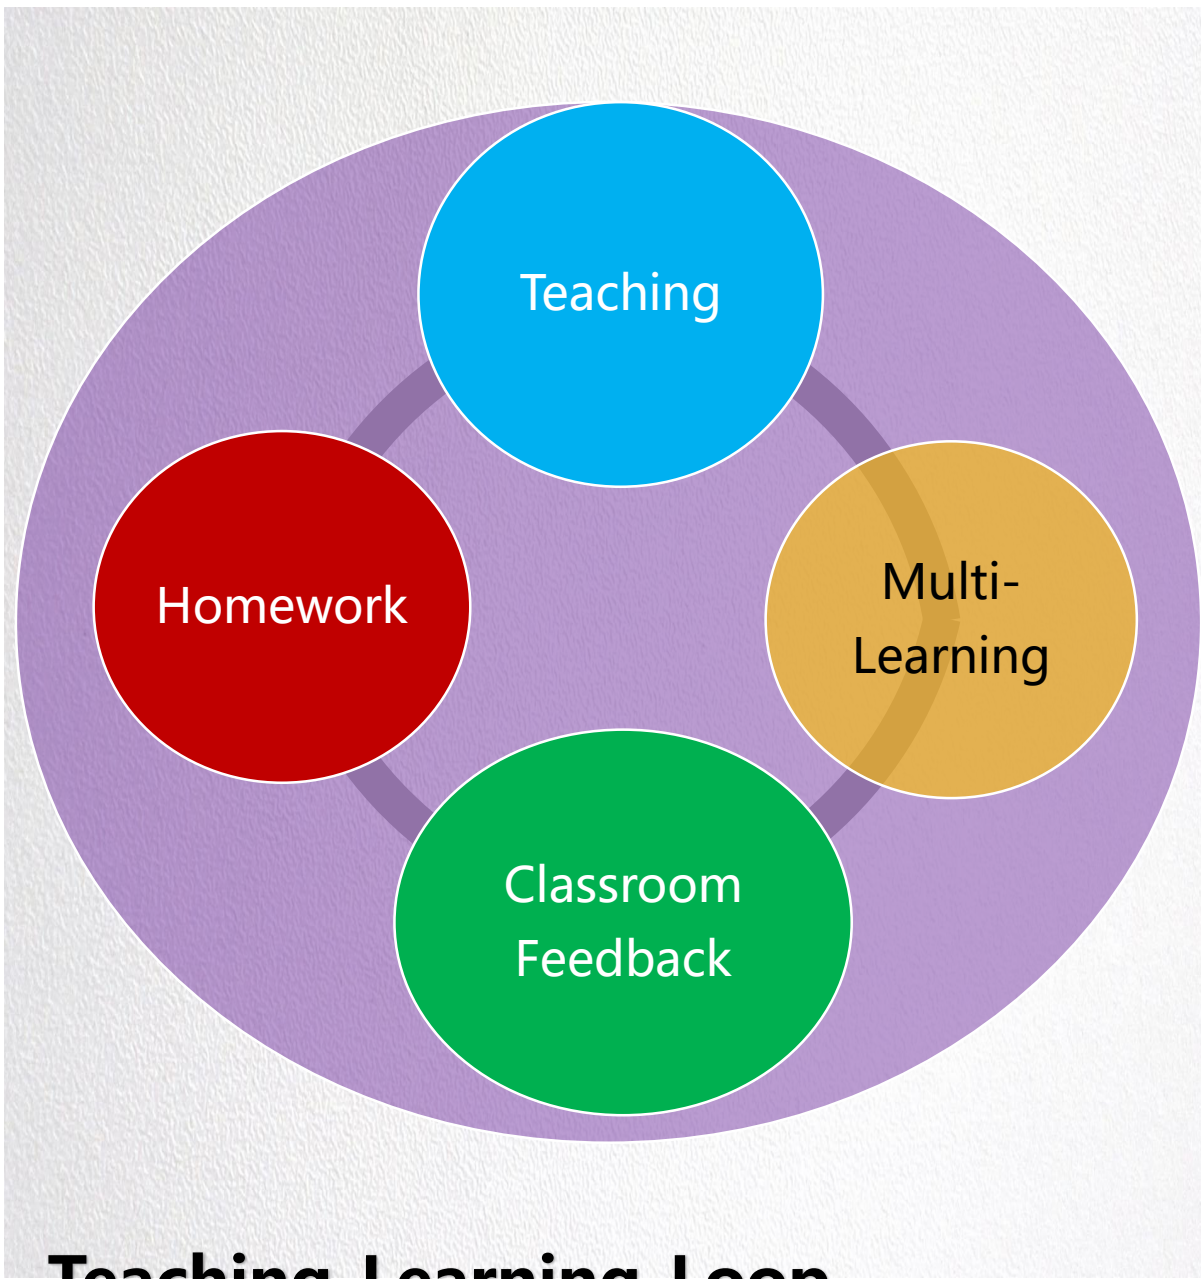 Teaching
Homework
Multi-
Learning
Classroom
Feedback
Teaching Learning Loop